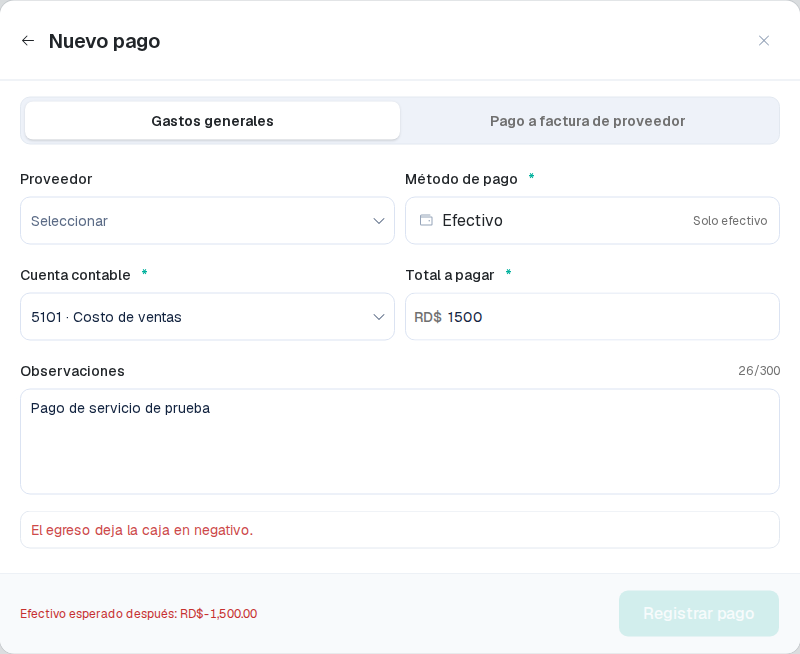 Nuevo pago
Gastos generales
Pago a factura de proveedor
Proveedor
Método de pago *
Seleccionar
Efectivo
Solo efectivo
Cuenta contable *
Total a pagar *
5101 · Costo de ventas
RD$ 1500
Observaciones
26/300
Pago de servicio de prueba
El egreso deja la caja en negativo.
Efectivo esperado después: RD$-1,500.00
Registrar pago